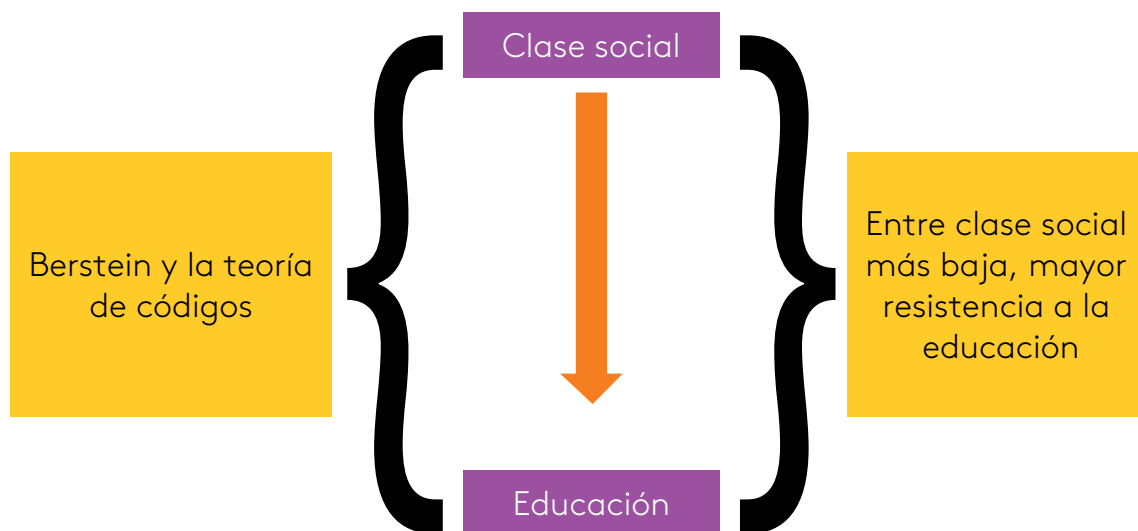 Clase social
Berstein y la teoría
de códigos
Entre clase social
más baja, mayor
resistencia a la
educación
Educación